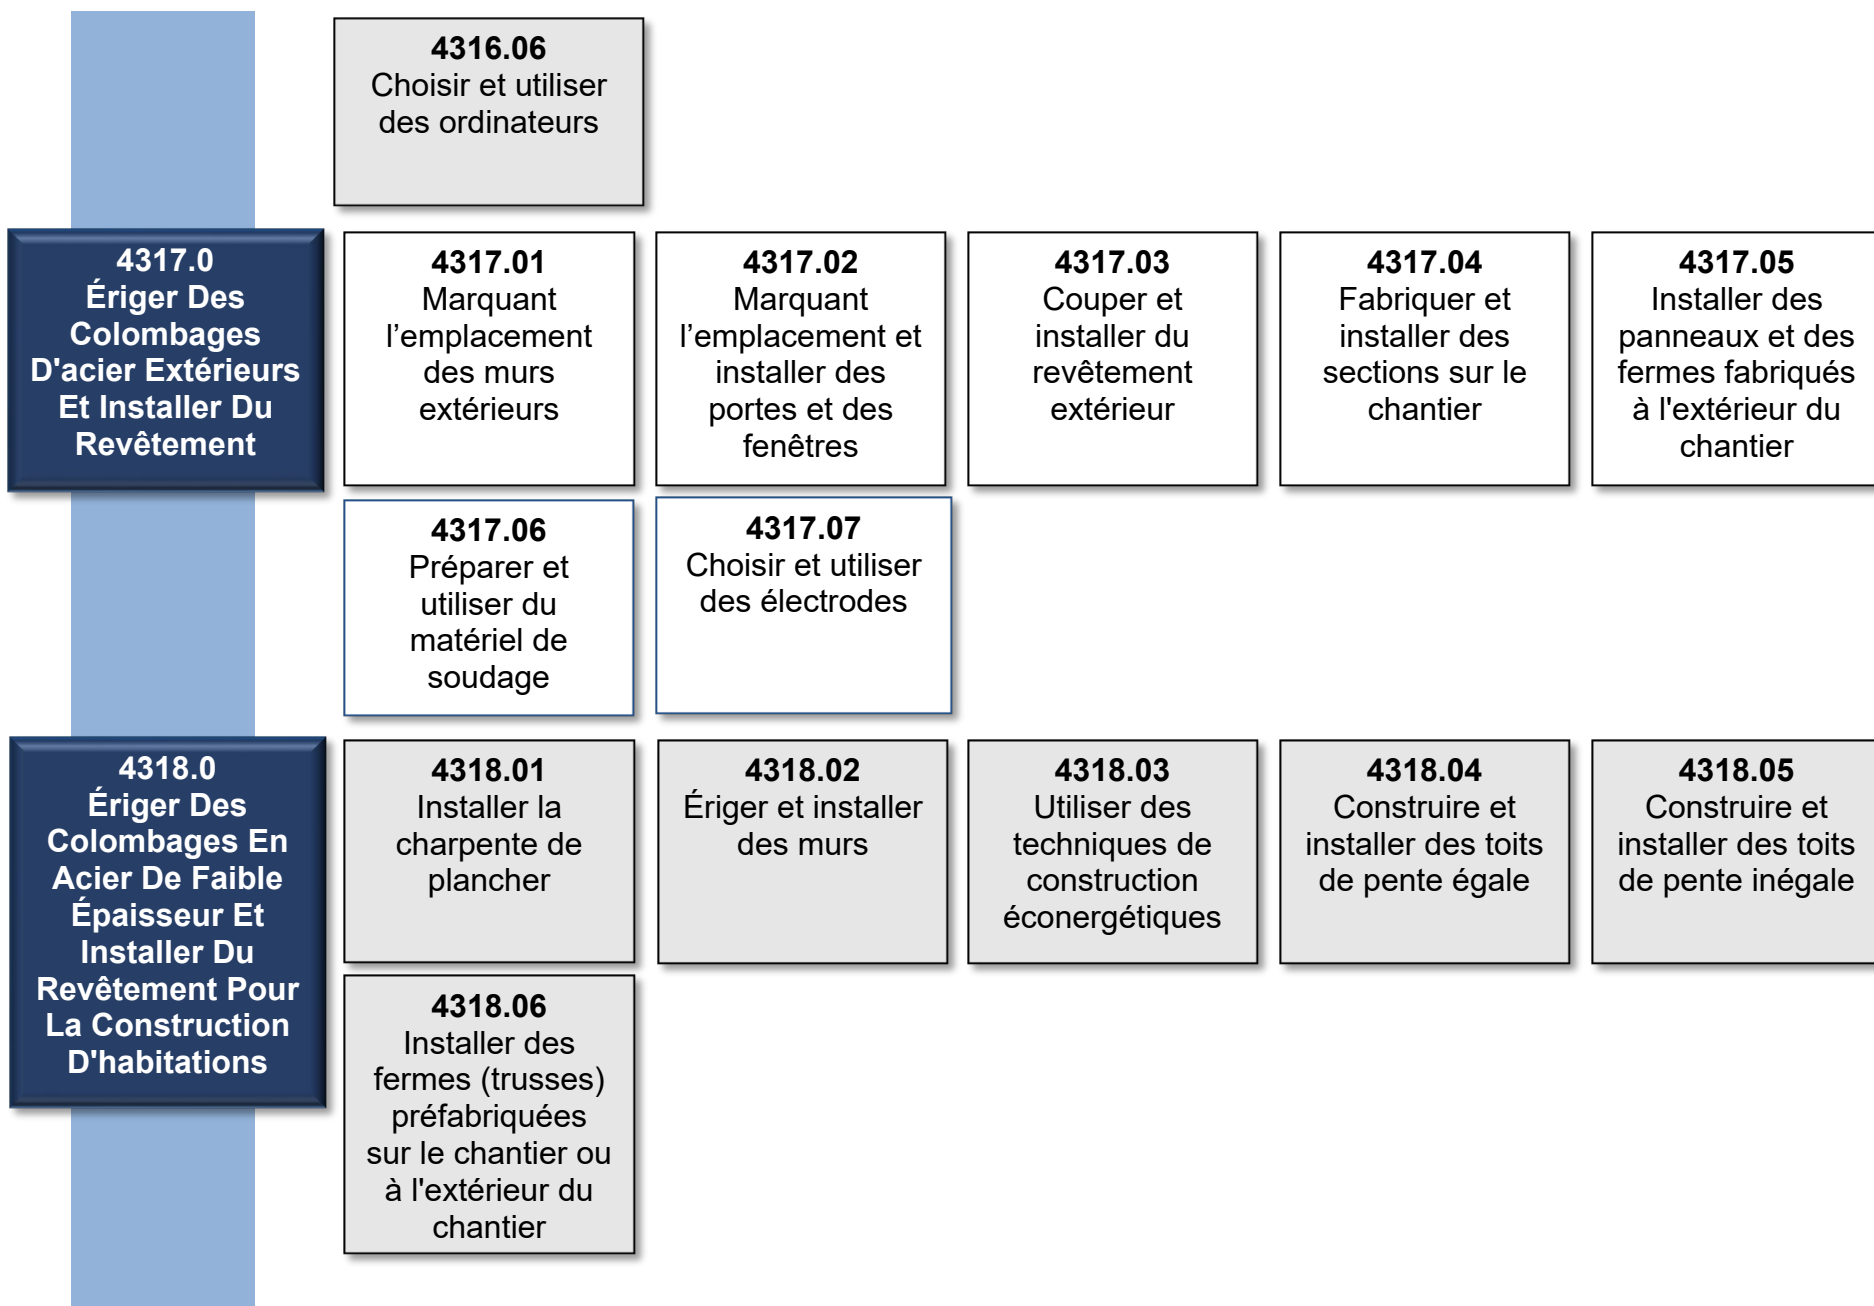 4316.06
Choisir et utiliser
des ordinateurs
4317.0
Ériger Des
Colombages
D'acier Extérieurs
Et Installer Du
Revêtement
4317.01
Marquant
l’emplacement
des murs
extérieurs
4317.02
Marquant
l’emplacement et
installer des
portes et des
fenêtres
4317.03
Couper et
installer du
revêtement
extérieur
4317.04
Fabriquer et
installer des
sections sur le
chantier
4317.05
Installer des
panneaux et des
fermes fabriqués
à l'extérieur du
chantier
4317.06
Préparer et
utiliser du
matériel de
soudage
4317.07
Choisir et utiliser
des électrodes
4318.0
Ériger Des
Colombages En
Acier De Faible
Épaisseur Et
Installer Du
Revêtement Pour
La Construction
D'habitations
4318.01
Installer la
charpente de
plancher
4318.02
Ériger et installer
des murs
4318.03
Utiliser des
techniques de
construction
éconergétiques
4318.04
Construire et
installer des toits
de pente égale
4318.05
Construire et
installer des toits
de pente inégale
4318.06
Installer des
fermes (trusses)
préfabriquées
sur le chantier ou
à l'extérieur du
chantier